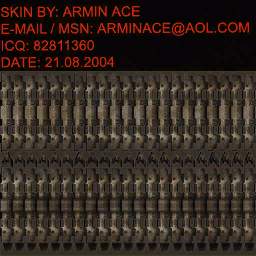 SKIN BY: ARMIN ACE
E-MAIL / MSN: ARMINACE@AOL.COM
ICQ: 82811360
DATE: 21.08.2004